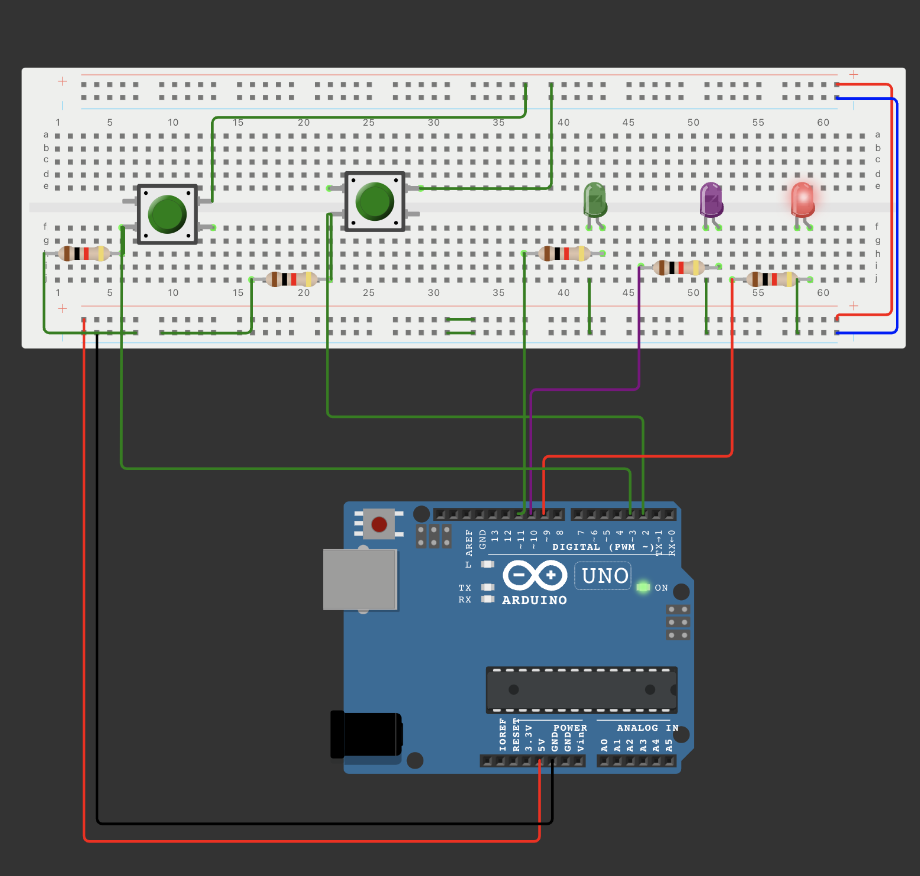 + +
1 5 10 15 20 25 30 35 40 45 50 55 60
a a
b b
c c
d d
e e
f f
g g
h h
i i
j j
1 5 10 15 20 25 30 35 40 45 50 55 60
+ +
AREF
GND
13
12
~11
~10
~9
8
7
~6
~5
4
~3
2
TX→1
RX←0
DIGITAL (PWM ~)
L
UNO
TX
RX
ARDUINO
ON
IOREF
RESET
3.3V
5V
GND
GND
Vin
POWER
ANALOG IN
A0
A1
A2
A3
A4
A5